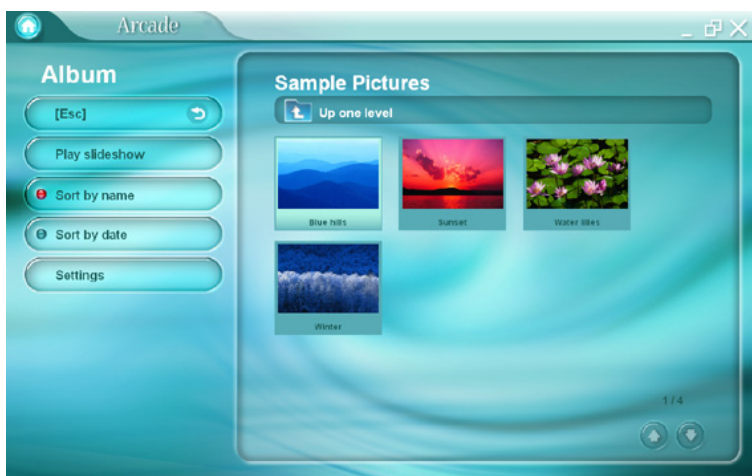 Arcade
Album
[Esc]
Play slideshow
Sort by name
Sort by date
Settings
Sample Pictures
Up one level
Blue hills
Sunset
Water lilies
Winter
1 / 4